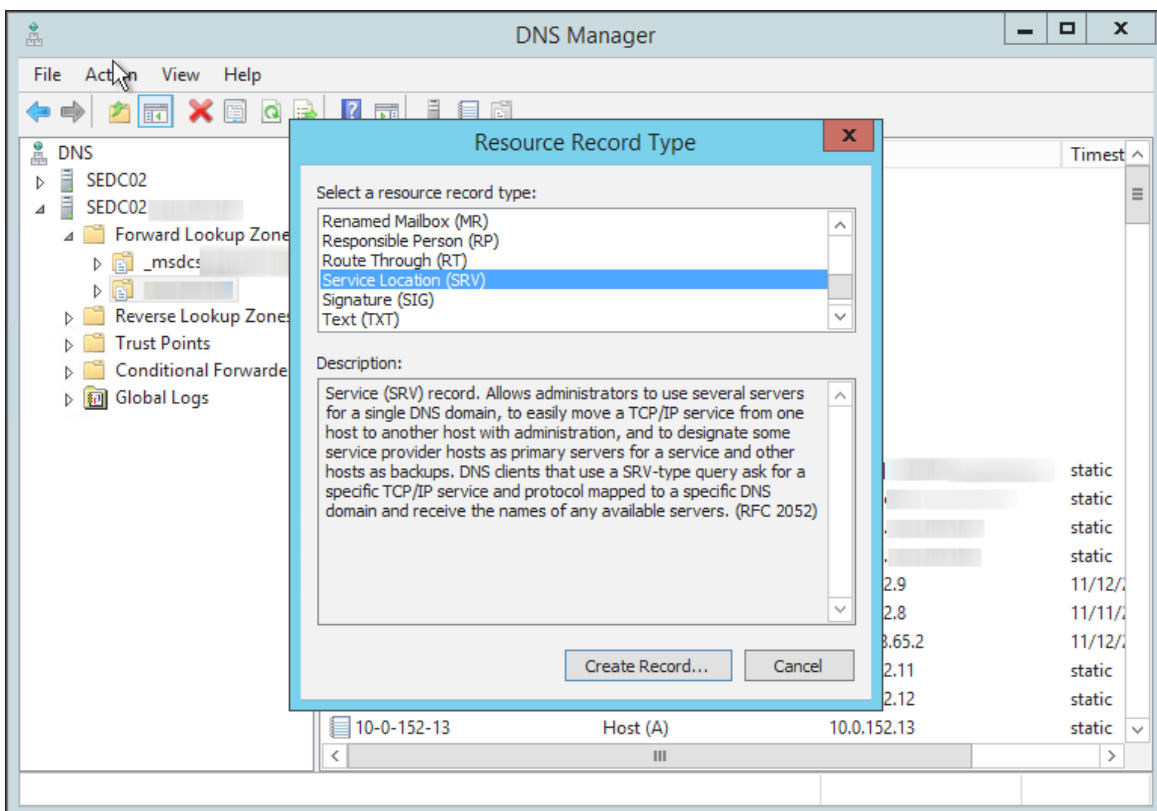 DNS Manager
File Action View Help
DNS
SEDC02
SEDC02
Forward Lookup Zone
_msdcs
Reverse Lookup Zones
Trust Points
Conditional Forwarde
Global Logs
Timest
Resource Record Type
Select a resource record type:
Renamed Mailbox (MR)
Responsible Person (RP)
Route Through (RT)
Service Location (SRV)
Signature (SIG)
Text (TXT)
Description:
Service (SRV) record. Allows administrators to use several servers
for a single DNS domain, to easily move a TCP/IP service from one
host to another host with administration, and to designate some
service provider hosts as primary servers for a service and other
hosts as backups. DNS clients that use a SRV-type query ask for a
specific TCP/IP service and protocol mapped to a specific DNS
domain and receive the names of any available servers. (RFC 2052)
Create Record... Cancel
static
static
static
static
2.9 11/12/2
2.8 11/11/2
3.65.2 11/12/2
2.11 static
2.12 static
10-0-152-13 Host (A) 10.0.152.13 static